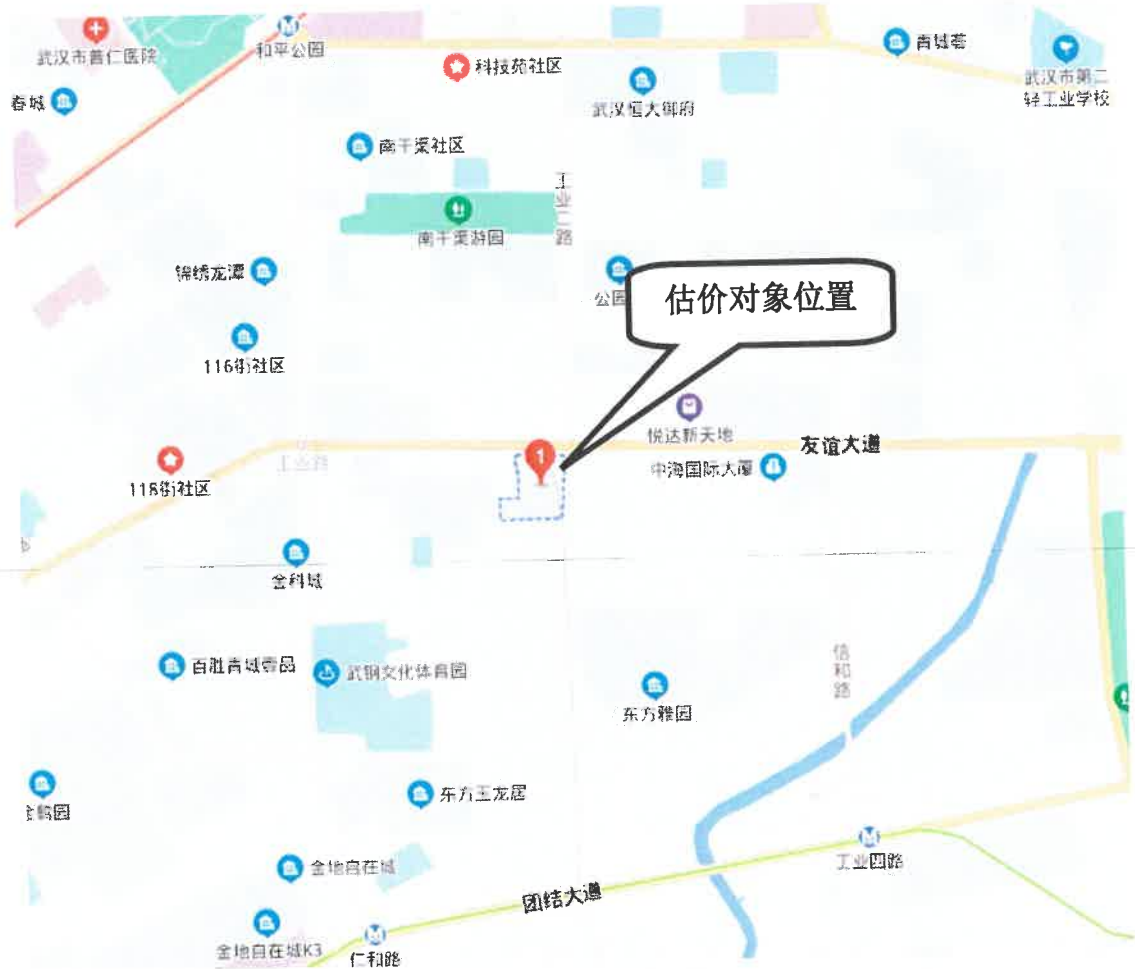 武汉市普仁医院
和平公园
科技苑社区
青城荟
武汉市第二
轻工业学校
春城
武汉恒大御府
南干渠社区
工业二路
南干渠游园
锦绣龙潭
公园
估价对象位置
116街社区
悦达新天地
友谊大道
工业路
1
中海国际大厦
118街社区
金科城
信和路
百胜青城壹品
武钢文化体育园
东方雅园
东方玉龙居
工业四路
金地自在城
团结大道
金地自在城K3
仁和路